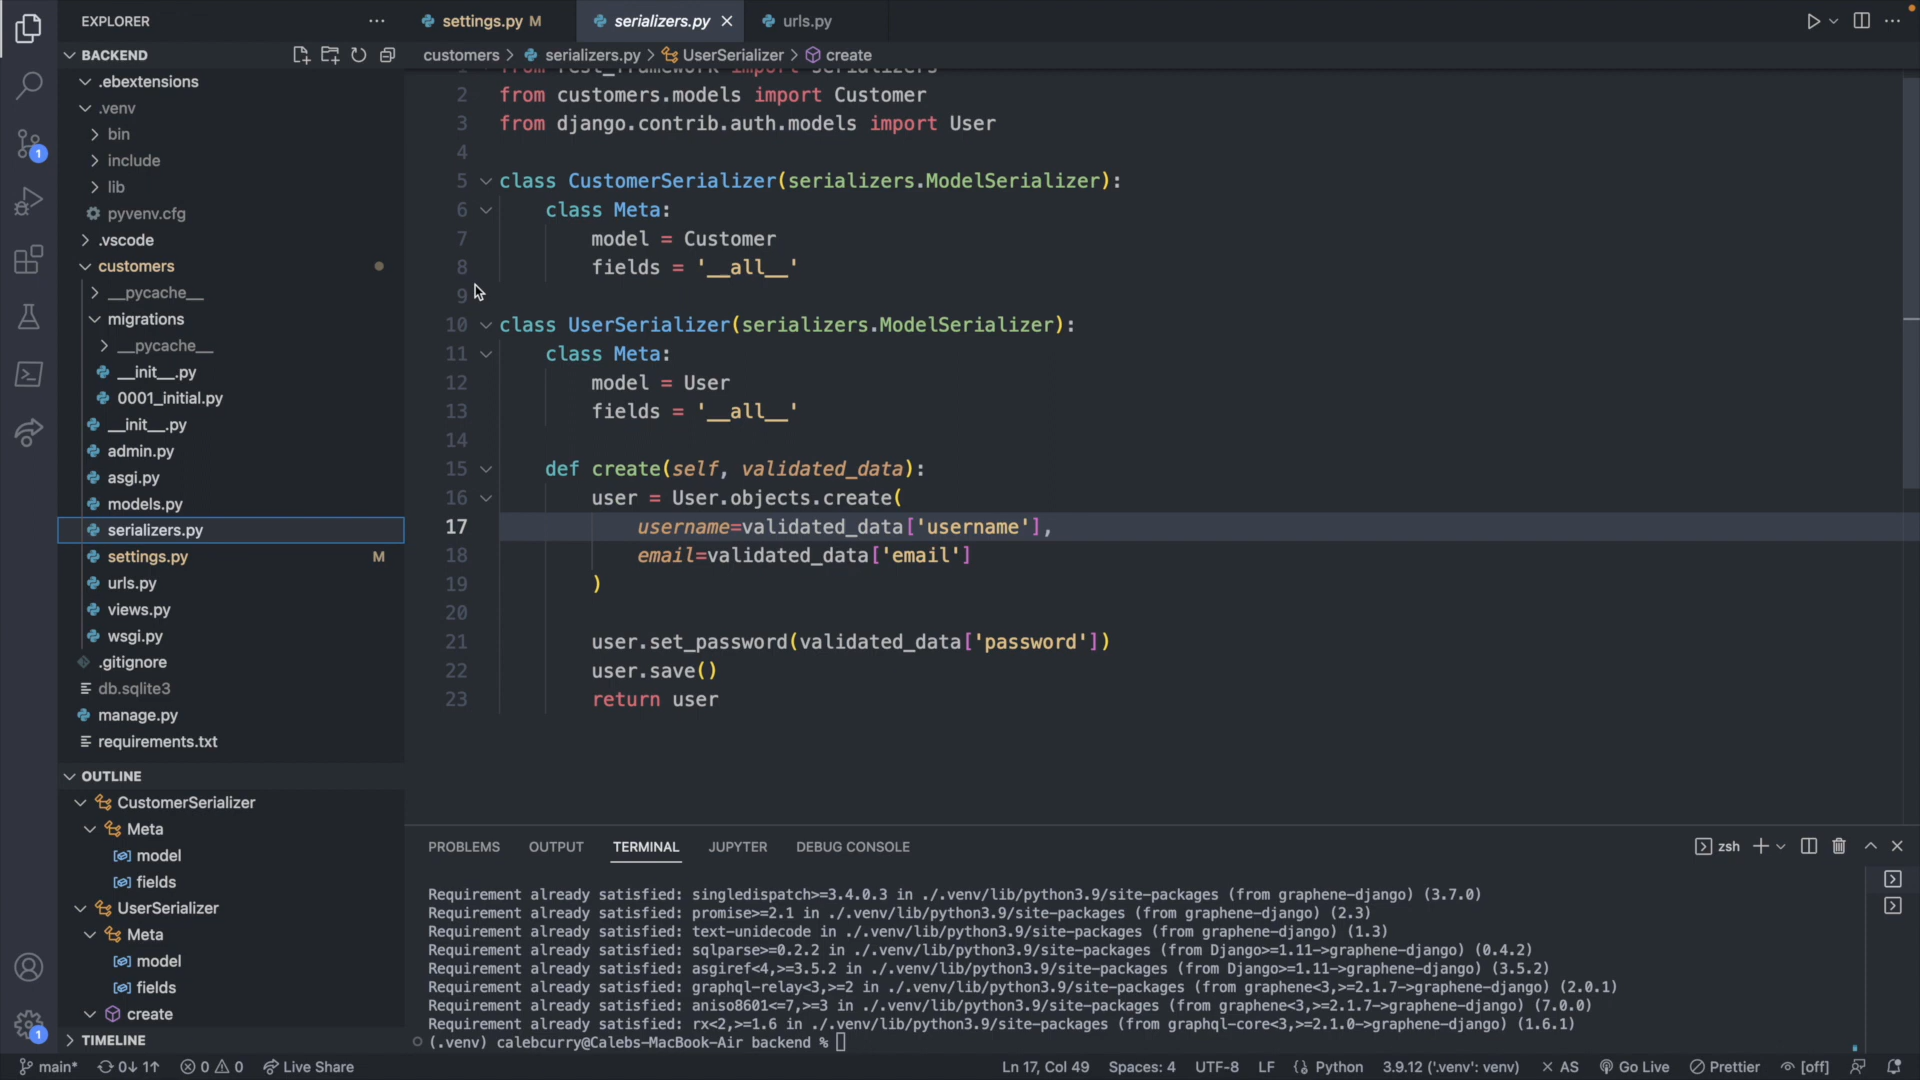 EXPLORER
settings.py M
serializers.py
urls.py
BACKEND
customers > serializers.py > UserSerializer > create
.ebextensions
.venv
bin
include
lib
pyvenv.cfg
.vscode
customers
__pycache__
migrations
__pycache__
__init__.py
0001_initial.py
__init__.py
admin.py
asgi.py
models.py
serializers.py
settings.py M
urls.py
views.py
wsgi.py
.gitignore
db.sqlite3
manage.py
requirements.txt
OUTLINE
CustomerSerializer
Meta
model
fields
UserSerializer
Meta
model
fields
create
TIMELINE
1
1
1 from rest_framework import serializers
2 from customers.models import Customer
3 from django.contrib.auth.models import User
4
5 class CustomerSerializer(serializers.ModelSerializer):
6 class Meta:
7 model = Customer
8 fields = '__all__'
9
10 class UserSerializer(serializers.ModelSerializer):
11 class Meta:
12 model = User
13 fields = '__all__'
14
15 def create(self, validated_data):
16 user = User.objects.create(
17 username=validated_data['username'],
18 email=validated_data['email']
19 )
20
21 user.set_password(validated_data['password'])
22 user.save()
23 return user
PROBLEMS OUTPUT TERMINAL JUPYTER DEBUG CONSOLE
zsh
Requirement already satisfied: singledispatch>=3.4.0.3 in ./.venv/lib/python3.9/site-packages (from graphene-django) (3.7.0)
Requirement already satisfied: promise>=2.1 in ./.venv/lib/python3.9/site-packages (from graphene-django) (2.3)
Requirement already satisfied: text-unidecode in ./.venv/lib/python3.9/site-packages (from graphene-django) (1.3)
Requirement already satisfied: sqlparse>=0.2.2 in ./.venv/lib/python3.9/site-packages (from Django>=1.11->graphene-django) (0.4.2)
Requirement already satisfied: asgiref<4,>=3.5.2 in ./.venv/lib/python3.9/site-packages (from Django>=1.11->graphene-django) (3.5.2)
Requirement already satisfied: graphql-relay<3,>=2 in ./.venv/lib/python3.9/site-packages (from graphene<3,>=2.1.7->graphene-django) (2.0.1)
Requirement already satisfied: aniso8601<=7,>=3 in ./.venv/lib/python3.9/site-packages (from graphene<3,>=2.1.7->graphene-django) (7.0.0)
Requirement already satisfied: rx<2,>=1.6 in ./.venv/lib/python3.9/site-packages (from graphql-core<3,>=2.1.0->graphene-django) (1.6.1)
(.venv) calebcurry@Calebs-MacBook-Air backend %
main* 0↓ 1↑ 0 0 Live Share
Ln 17, Col 49 Spaces: 4 UTF-8 LF Python 3.9.12 ('.venv': venv) AS Go Live Prettier [off]